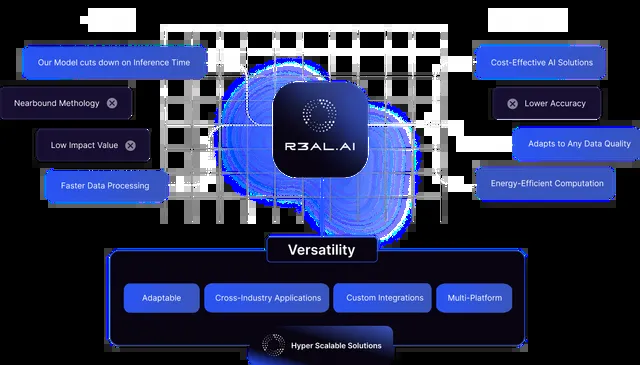 Our Model cuts down on Inference Time
Cost-Effective AI Solutions
Nearbound Methology
Lower Accuracy
R3AL.AI
Low Impact Value
Adapts to Any Data Quality
Faster Data Processing
Energy-Efficient Computation
Versatility
Adaptable
Cross-Industry Applications
Custom Integrations
Multi-Platform
Hyper Scalable Solutions